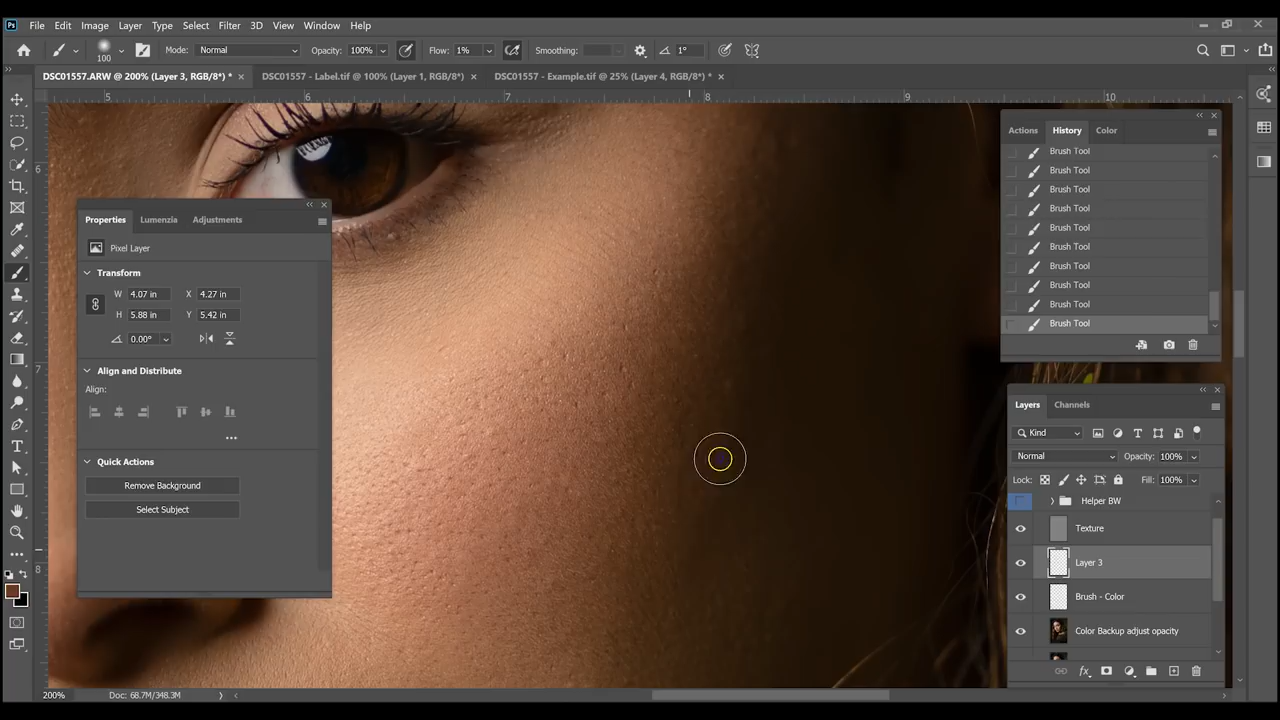 Ps File Edit Image Layer Type Select Filter 3D View Window Help
100 Mode: Normal Opacity: 100% Flow: 1% Smoothing: 1°
DSC01557.ARW @ 200% (Layer 3, RGB/8*) * DSC01557 - Label.tif @ 100% (Layer 1, RGB/8*) DSC01557 - Example.tif @ 25% (Layer 4, RGB/8*) *
5 6 7 8 9 10
6
7
8
Properties Lumenzia Adjustments
Pixel Layer
Transform
W 4.07 in X 4.27 in
H 5.88 in Y 5.42 in
0.00°
Align and Distribute
Align:
Quick Actions
Remove Background
Select Subject
Actions History Color
Brush Tool
Brush Tool
Brush Tool
Brush Tool
Brush Tool
Brush Tool
Brush Tool
Brush Tool
Brush Tool
Brush Tool
Layers Channels
Kind
Normal Opacity: 100%
Lock: Fill: 100%
Helper BW
Texture
Layer 3
Brush - Color
Color Backup adjust opacity
fx
200% Doc: 68.7M/348.3M